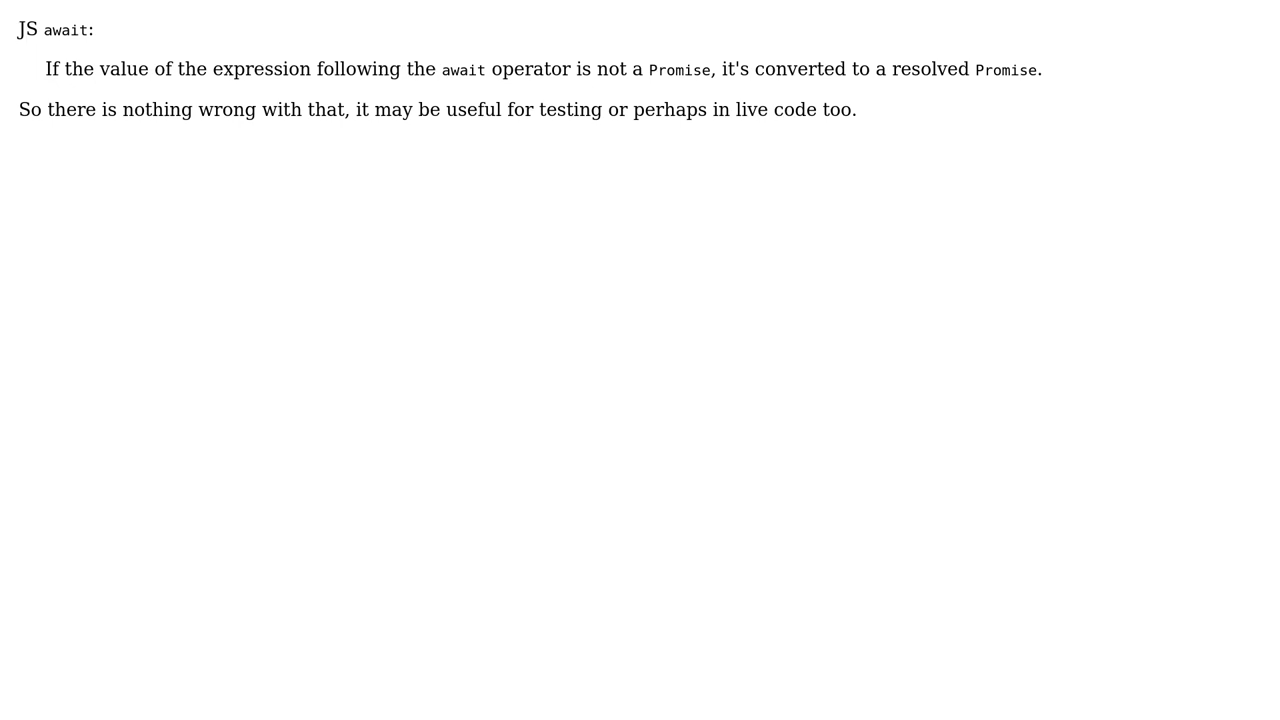 JS await:
If the value of the expression following the await operator is not a Promise, it's converted to a resolved Promise.
So there is nothing wrong with that, it may be useful for testing or perhaps in live code too.